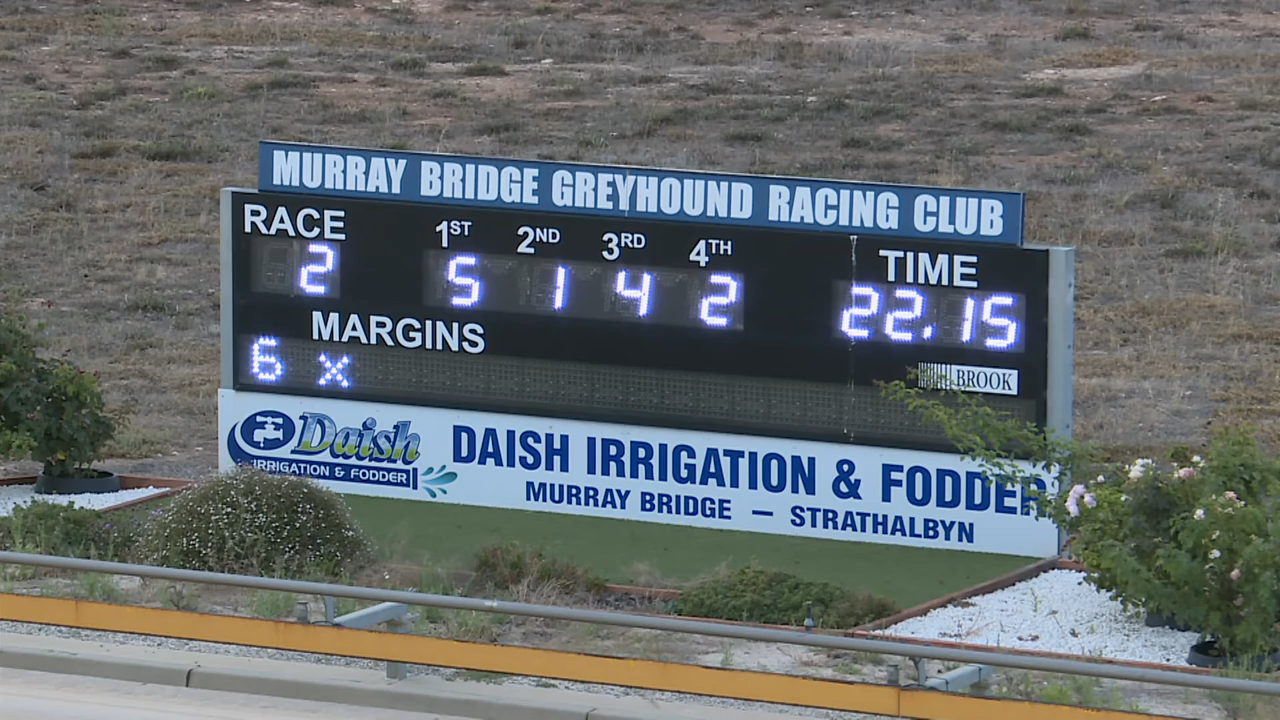 MURRAY BRIDGE GREYHOUND RACING CLUB
RACE 1ST 2ND 3RD 4TH TIME
2 5 1 4 2 22.15
MARGINS
6 x
BROOK
Daish
IRRIGATION & FODDER
DAISH IRRIGATION & FODDER
MURRAY BRIDGE – STRATHALBYN